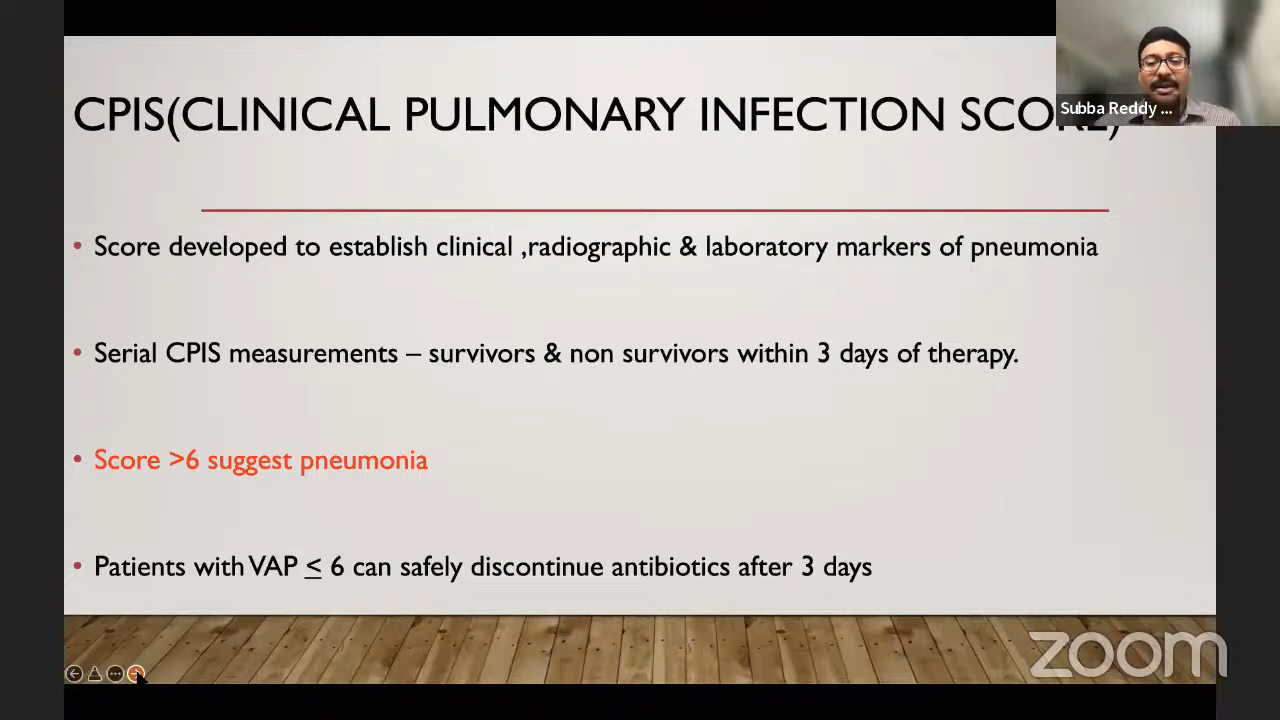 CPIS(CLINICAL PULMONARY INFECTION SCORE)
Subba Reddy ...
• Score developed to establish clinical ,radiographic & laboratory markers of pneumonia
• Serial CPIS measurements – survivors & non survivors within 3 days of therapy.
• Score >6 suggest pneumonia
• Patients with VAP ≤ 6 can safely discontinue antibiotics after 3 days
zoom